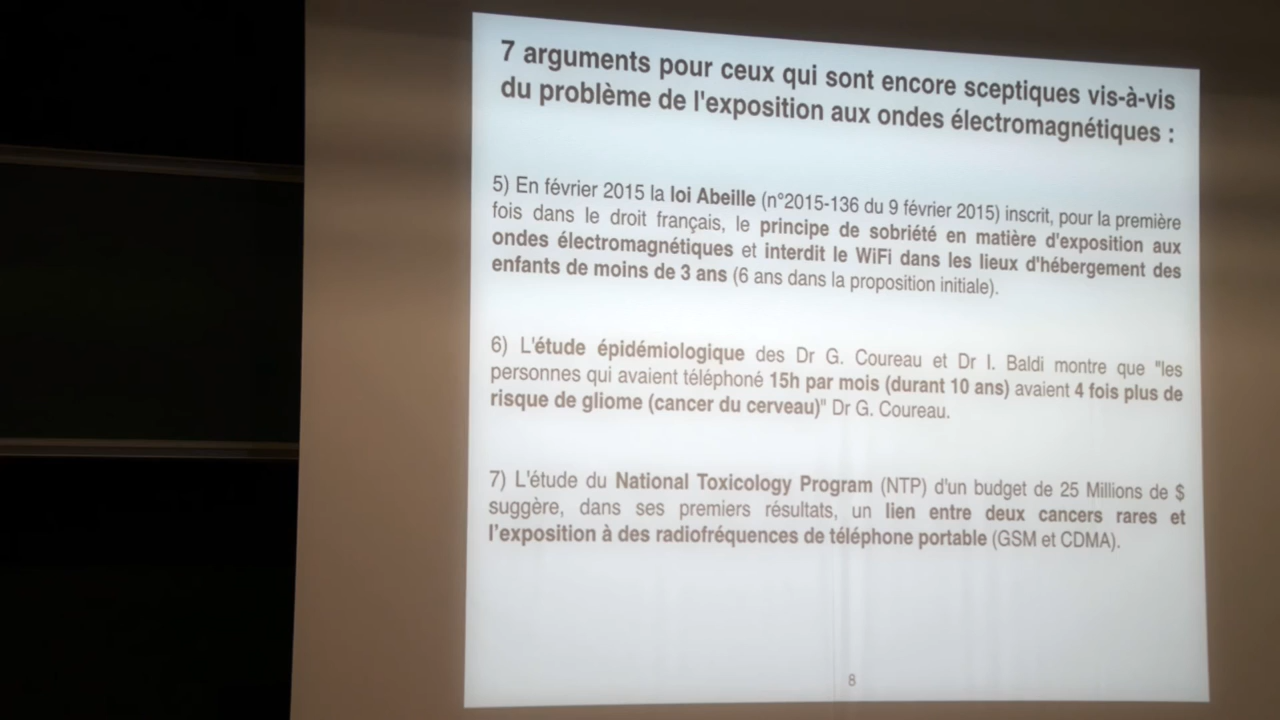 7 arguments pour ceux qui sont encore sceptiques vis-à-vis
du problème de l'exposition aux ondes électromagnétiques :
5) En février 2015 la loi Abeille (n°2015-136 du 9 février 2015) inscrit, pour la première
fois dans le droit français, le principe de sobriété en matière d'exposition aux
ondes électromagnétiques et interdit le WiFi dans les lieux d'hébergement des
enfants de moins de 3 ans (6 ans dans la proposition initiale).
6) L'étude épidémiologique des Dr G. Coureau et Dr I. Baldi montre que "les
personnes qui avaient téléphoné 15h par mois (durant 10 ans) avaient 4 fois plus de
risque de gliome (cancer du cerveau)" Dr G. Coureau.
7) L'étude du National Toxicology Program (NTP) d'un budget de 25 Millions de $
suggère, dans ses premiers résultats, un lien entre deux cancers rares et
l'exposition à des radiofréquences de téléphone portable (GSM et CDMA).
8